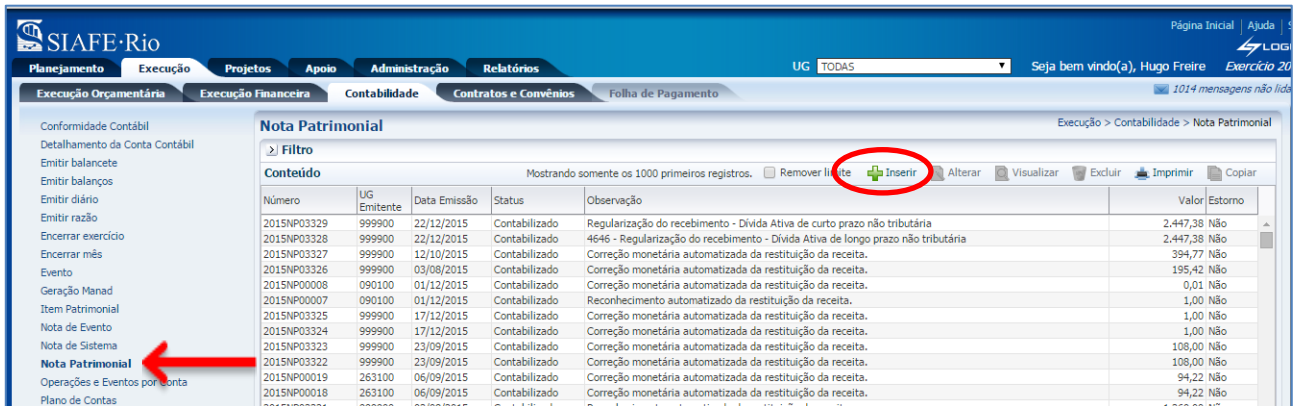 Página Inicial | Ajuda |
SIAFE·Rio
Planejamento Execução Projetos Apoio Administração Relatórios UG TODAS Seja bem vindo(a), Hugo Freire Exercício 20
Execução Orçamentária Execução Financeira Contabilidade Contratos e Convênios Folha de Pagamento 1014 mensagens não lida
Conformidade Contábil
Detalhamento da Conta Contábil
Emitir balancete
Emitir balanços
Emitir diário
Emitir razão
Encerrar exercício
Encerrar mês
Evento
Geração Manad
Item Patrimonial
Nota de Evento
Nota de Sistema
Nota Patrimonial
Operações e Eventos por Conta
Plano de Contas
Nota Patrimonial Execução > Contabilidade > Nota Patrimonial
Filtro
Conteúdo Mostrando somente os 1000 primeiros registros. Remover limite Inserir Alterar Visualizar Excluir Imprimir Copiar
Número UG Emitente Data Emissão Status Observação Valor Estorno
2015NP03329 999900 22/12/2015 Contabilizado Regularização do recebimento - Dívida Ativa de curto prazo não tributária 2.447,38 Não
2015NP03328 999900 22/12/2015 Contabilizado 4646 - Regularização do recebimento - Dívida Ativa de longo prazo não tributária 2.447,38 Não
2015NP03327 999900 12/10/2015 Contabilizado Correção monetária automatizada da restituição da receita. 394,77 Não
2015NP03326 999900 03/08/2015 Contabilizado Correção monetária automatizada da restituição da receita. 195,42 Não
2015NP00008 090100 01/12/2015 Contabilizado Correção monetária automatizada da restituição da receita. 0,01 Não
2015NP00007 090100 01/12/2015 Contabilizado Reconhecimento automatizado da restituição da receita. 1,00 Não
2015NP03325 999900 17/12/2015 Contabilizado Correção monetária automatizada da restituição da receita. 1,00 Não
2015NP03324 999900 17/12/2015 Contabilizado Correção monetária automatizada da restituição da receita. 1,00 Não
2015NP03323 999900 23/09/2015 Contabilizado Correção monetária automatizada da restituição da receita. 108,00 Não
2015NP03322 999900 23/09/2015 Contabilizado Correção monetária automatizada da restituição da receita. 108,00 Não
2015NP00019 263100 06/09/2015 Contabilizado Correção monetária automatizada da restituição da receita. 94,22 Não
2015NP00018 263100 06/09/2015 Contabilizado Correção monetária automatizada da restituição da receita. 94,22 Não